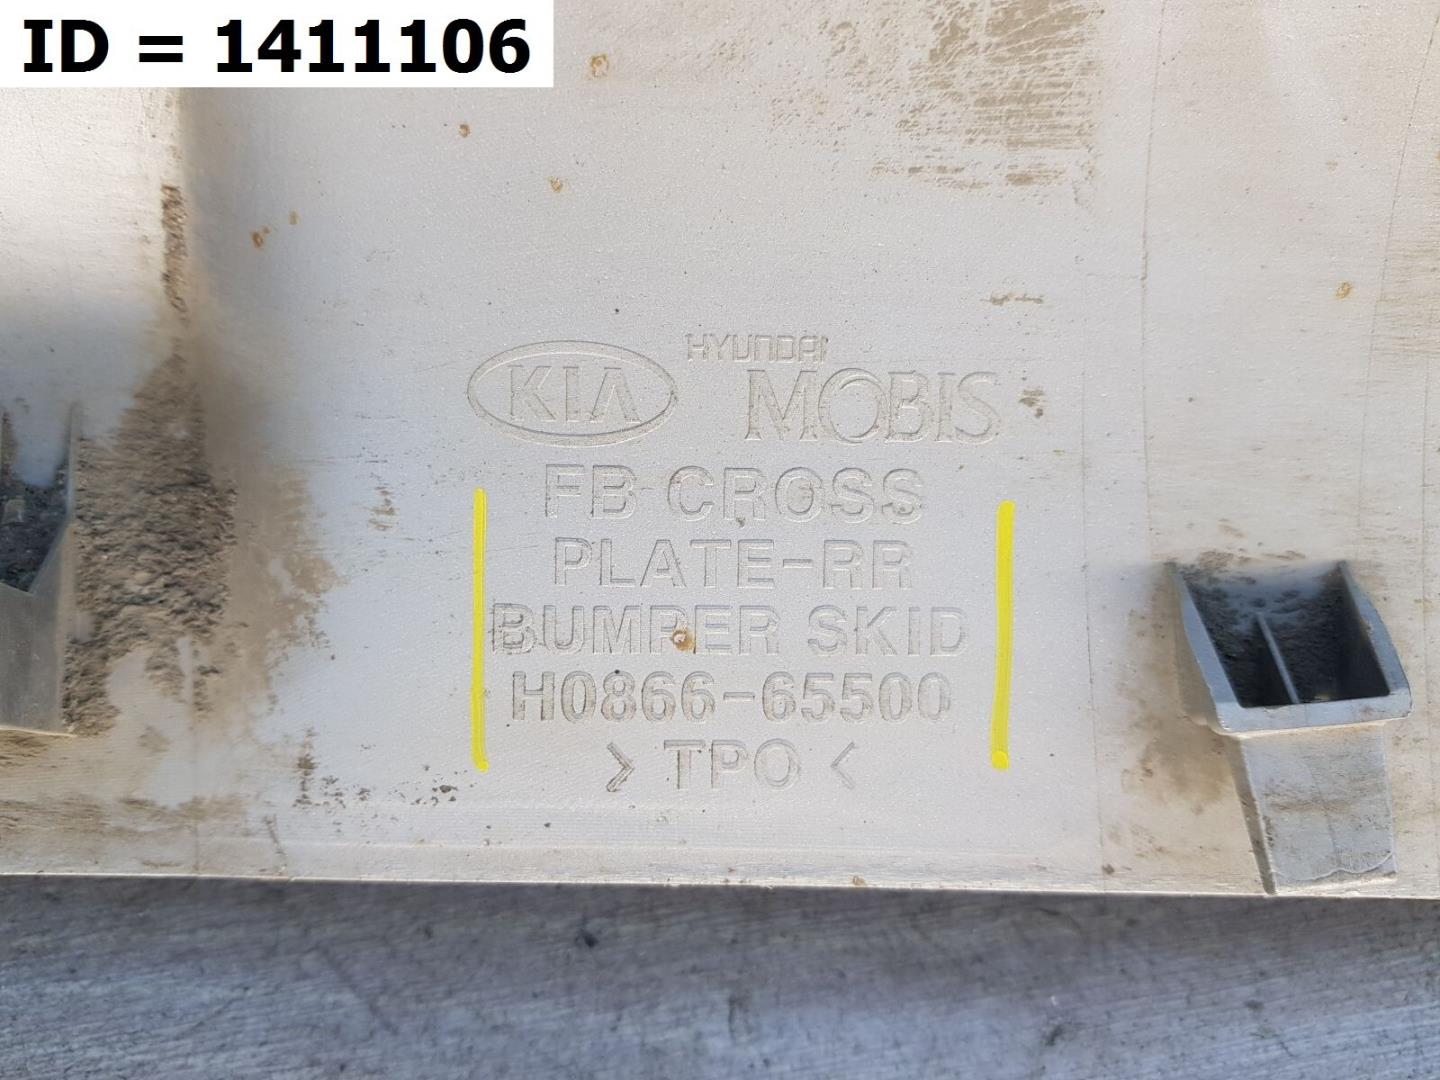 ID = 1411106
HYUNDAI
KIA MOBIS
FB CROSS
PLATE-RR
BUMPER SKID
H0866-65500
> TPO <